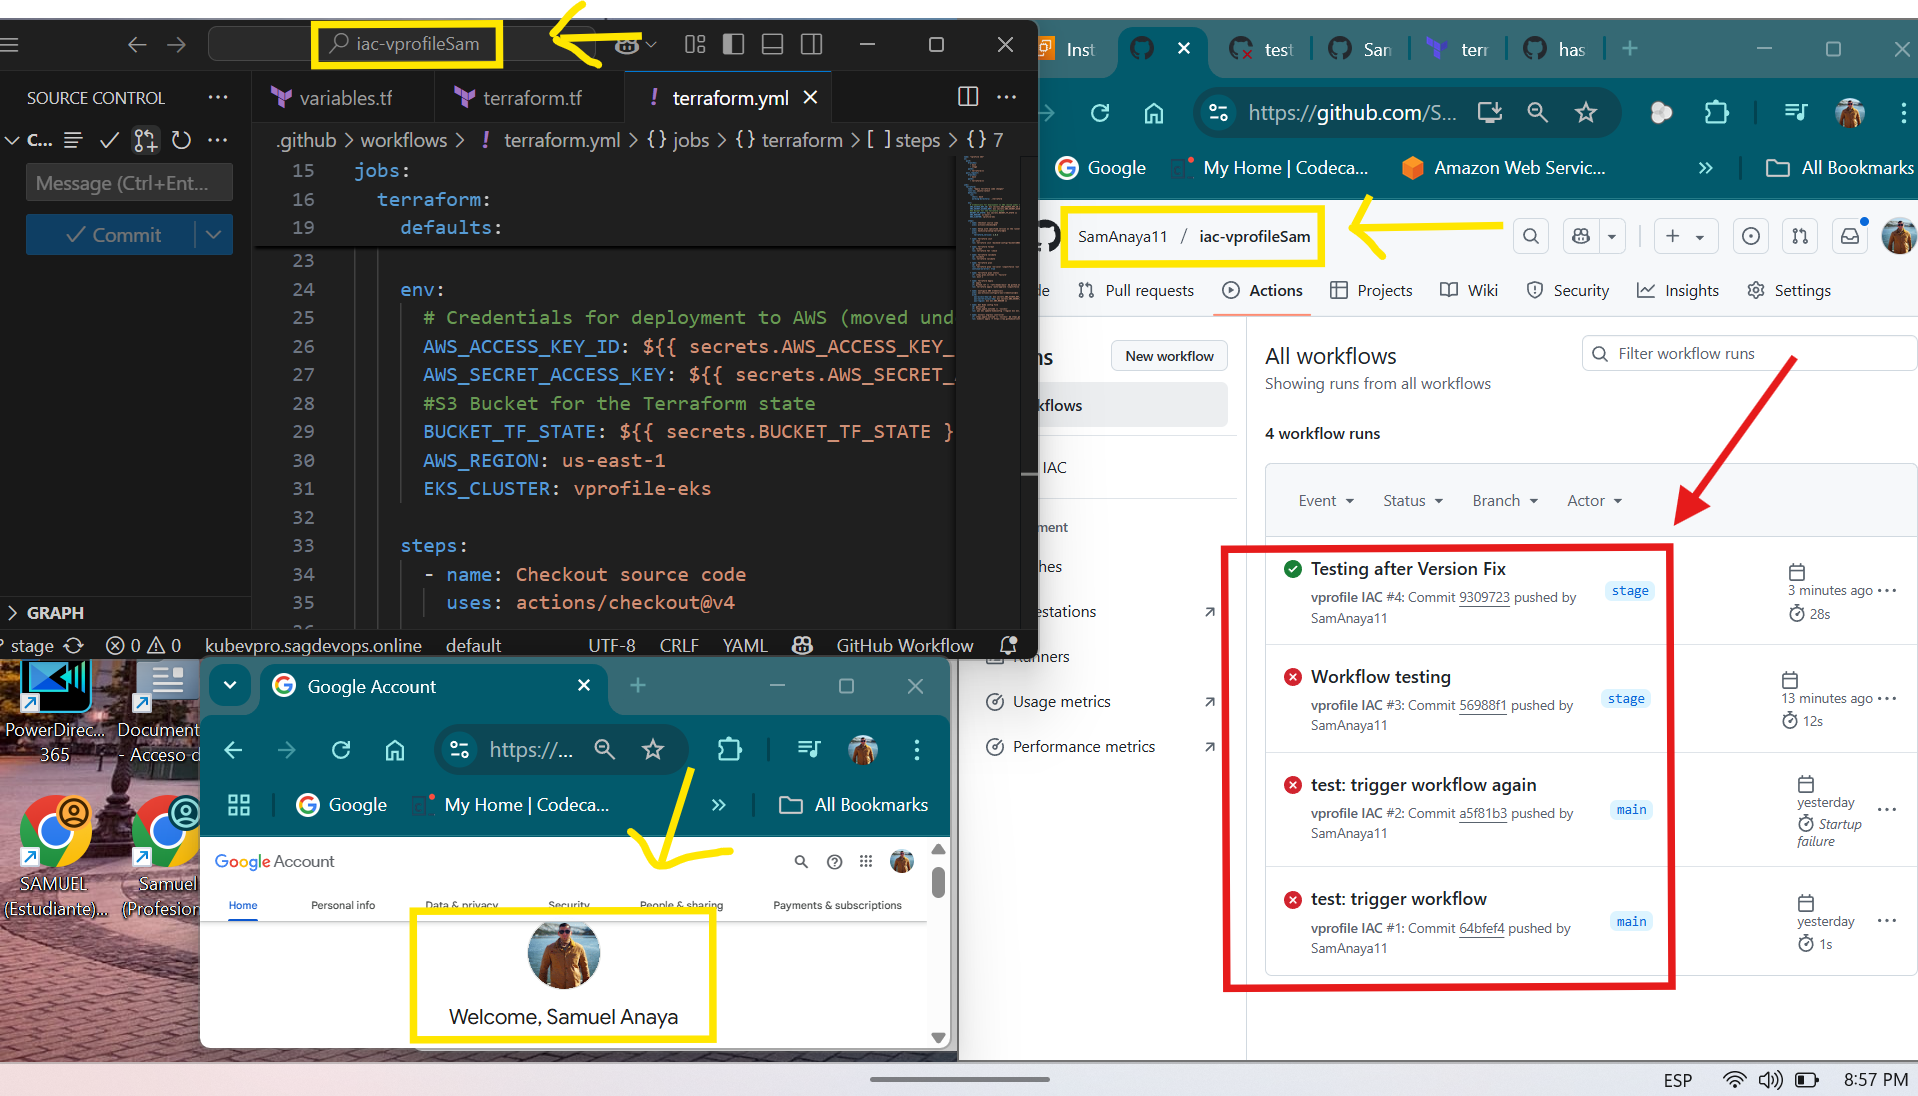 iac-vprofileSam
SOURCE CONTROL
variables.tf
terraform.tf
! terraform.yml
C...
.github > workflows > ! terraform.yml > {} jobs > {} terraform > [ ] steps > {} 7
Message (Ctrl+Ent...
Commit
15 jobs:
16 terraform:
19 defaults:
23
24 env:
25 # Credentials for deployment to AWS (moved und
26 AWS_ACCESS_KEY_ID: ${{ secrets.AWS_ACCESS_KEY_
27 AWS_SECRET_ACCESS_KEY: ${{ secrets.AWS_SECRET_
28 #S3 Bucket for the Terraform state
29 BUCKET_TF_STATE: ${{ secrets.BUCKET_TF_STATE }
30 AWS_REGION: us-east-1
31 EKS_CLUSTER: vprofile-eks
32
33 steps:
34 - name: Checkout source code
35 uses: actions/checkout@v4
GRAPH
stage 0 0 kubevpro.sagdevops.online default UTF-8 CRLF YAML GitHub Workflow
Inst
test
San
terr
has
https://github.com/S...
Google
My Home | Codeca...
Amazon Web Servic...
All Bookmarks
SamAnaya11 / iac-vprofileSam
de Pull requests Actions Projects Wiki Security Insights Settings
ns
New workflow
kflows
IAC
ment
hes
estations
Runners
Usage metrics
Performance metrics
All workflows
Showing runs from all workflows
Filter workflow runs
4 workflow runs
Event Status Branch Actor
Testing after Version Fix
vprofile IAC #4: Commit 9309723 pushed by
SamAnaya11
stage
3 minutes ago
28s
Workflow testing
vprofile IAC #3: Commit 56988f1 pushed by
SamAnaya11
stage
13 minutes ago
12s
test: trigger workflow again
vprofile IAC #2: Commit a5f81b3 pushed by
SamAnaya11
main
yesterday
Startup
failure
test: trigger workflow
vprofile IAC #1: Commit 64bfef4 pushed by
SamAnaya11
main
yesterday
1s
PowerDirec...
365
Document
- Acceso d
SAMUEL
(Estudiante)...
Samuel
(Profesion
Google Account
https://...
Google
My Home | Codeca...
All Bookmarks
Google Account
Home Personal info Data & privacy Security People & sharing Payments & subscriptions
Welcome, Samuel Anaya
ESP
8:57 PM